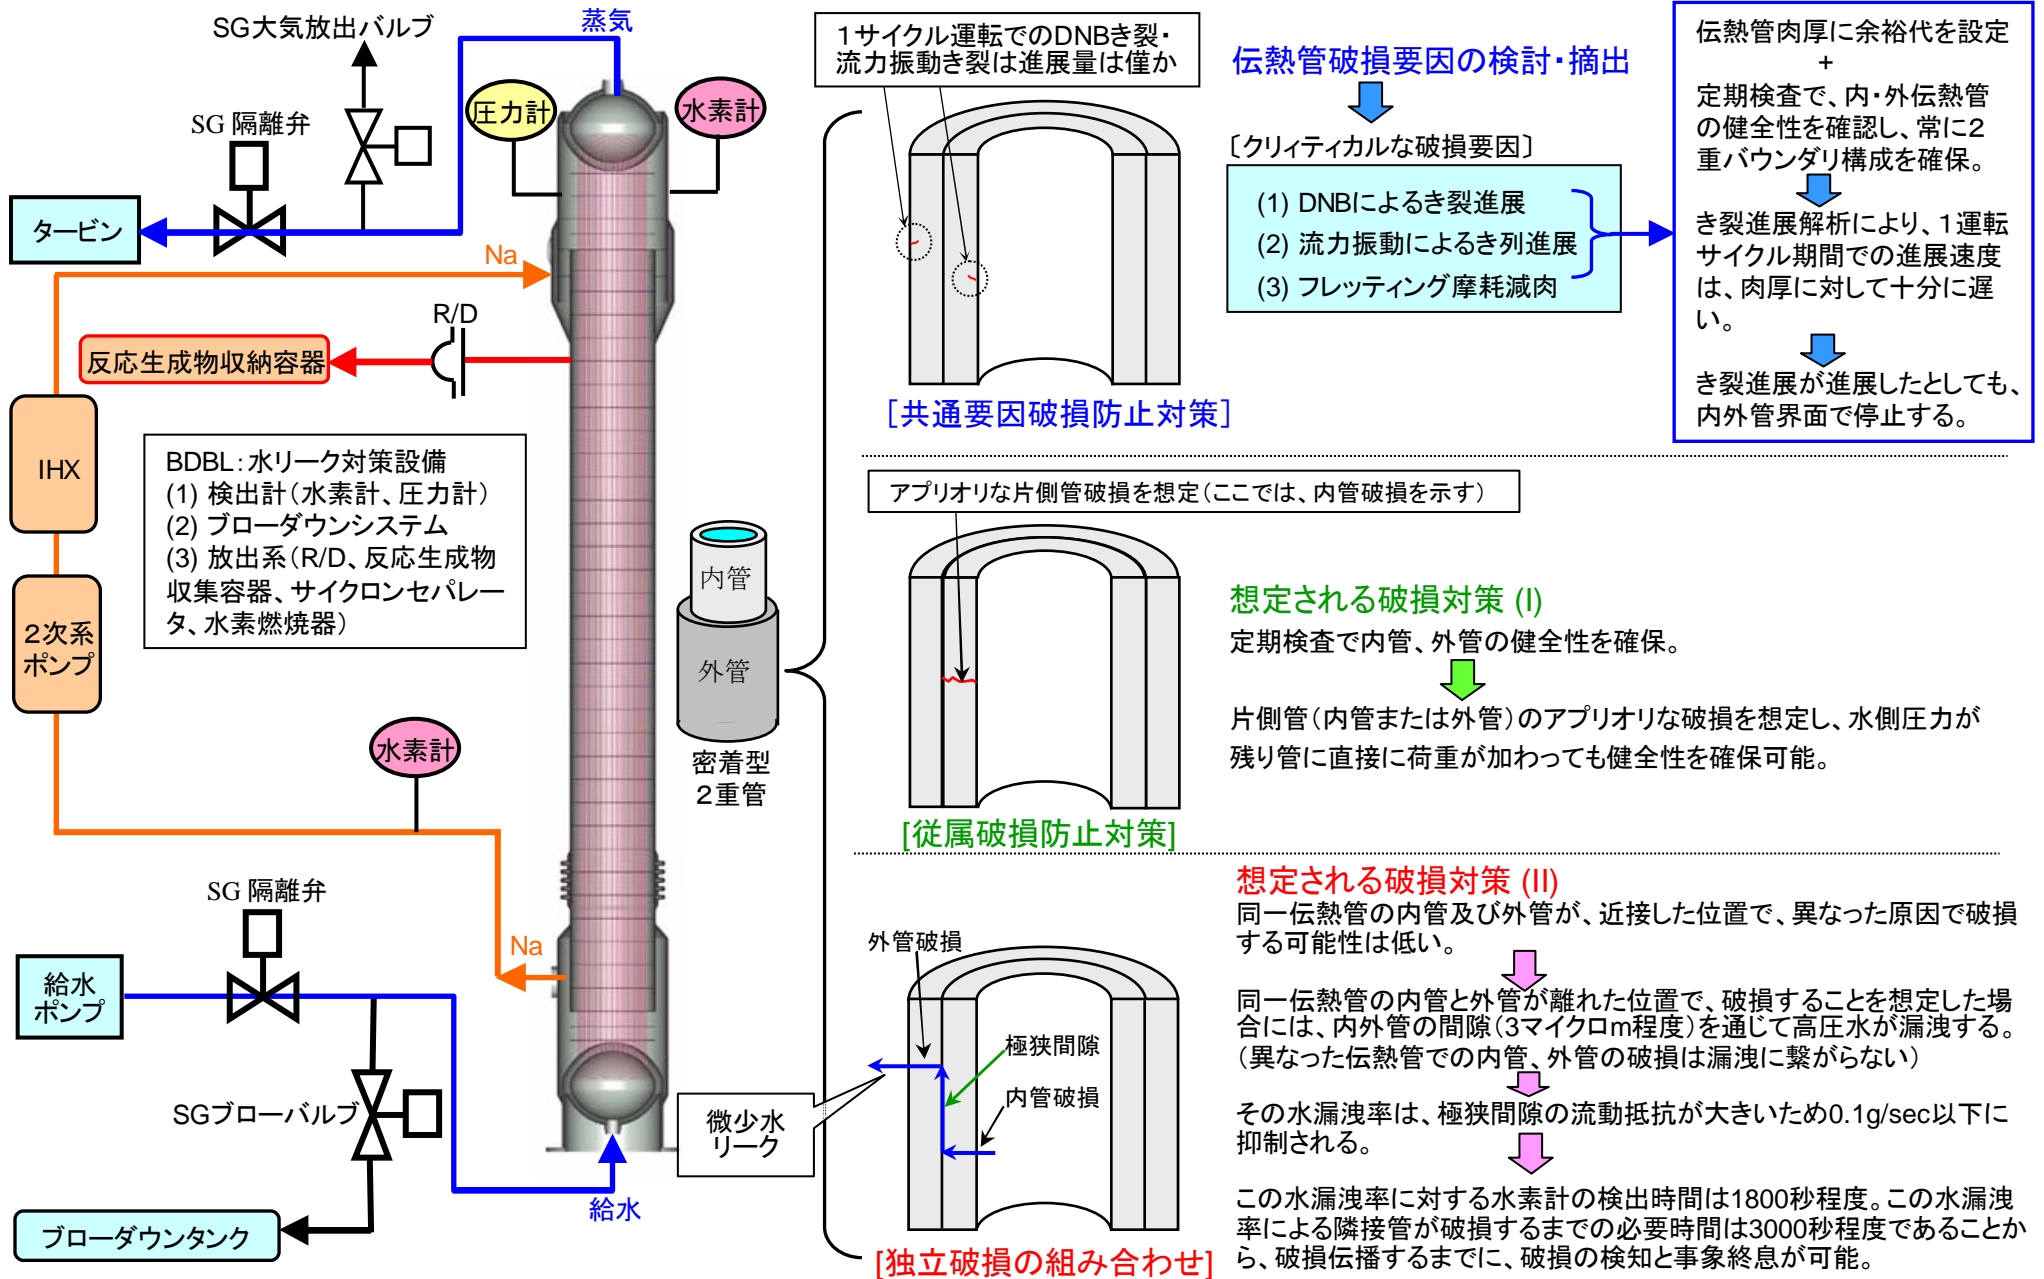 SG大気放出バルブ
蒸気
SG 隔離弁
圧力計
水素計
タービン
Na
R/D
反応生成物収納容器
IHX
BDBL：水リーク対策設備
(1) 検出計（水素計、圧力計）
(2) ブローダウンシステム
(3) 放出系（R/D、反応生成物
収集容器、サイクロンセパレー
タ、水素燃焼器）
2次系
ポンプ
水素計
内管
外管
密着型
2重管
SG 隔離弁
Na
給水
ポンプ
SGブローバルブ
給水
ブローダウンタンク
微少水
リーク
1サイクル運転でのDNBき裂・
流力振動き裂は進展量は僅か
［共通要因破損防止対策］
伝熱管破損要因の検討・摘出
〔クリィティカルな破損要因〕
(1) DNBによるき裂進展
(2) 流力振動によるき列進展
(3) フレッティング摩耗減肉
伝熱管肉厚に余裕代を設定
+
定期検査で、内・外伝熱管
の健全性を確認し、常に2
重バウンダリ構成を確保。
き裂進展解析により、1運転
サイクル期間での進展速度
は、肉厚に対して十分に遅
い。
き裂進展が進展したとしても、
内外管界面で停止する。
アプリオリな片側管破損を想定（ここでは、内管破損を示す）
[従属破損防止対策]
想定される破損対策 (I)
定期検査で内管、外管の健全性を確保。
片側管（内管または外管）のアプリオリな破損を想定し、水側圧力が
残り管に直接に荷重が加わっても健全性を確保可能。
外管破損
極狭間隙
内管破損
[独立破損の組み合わせ]
想定される破損対策 (II)
同一伝熱管の内管及び外管が、近接した位置で、異なった原因で破損
する可能性は低い。
同一伝熱管の内管と外管が離れた位置で、破損することを想定した場
合には、内外管の間隙（3マイクロm程度）を通じて高圧水が漏洩する。
（異なった伝熱管での内管、外管の破損は漏洩に繋がらない）
その水漏洩率は、極狭間隙の流動抵抗が大きいため0.1g/sec以下に
抑制される。
この水漏洩率に対する水素計の検出時間は1800秒程度。この水漏洩
率による隣接管が破損するまでの必要時間は3000秒程度であることか
ら、破損伝播するまでに、破損の検知と事象終息が可能。